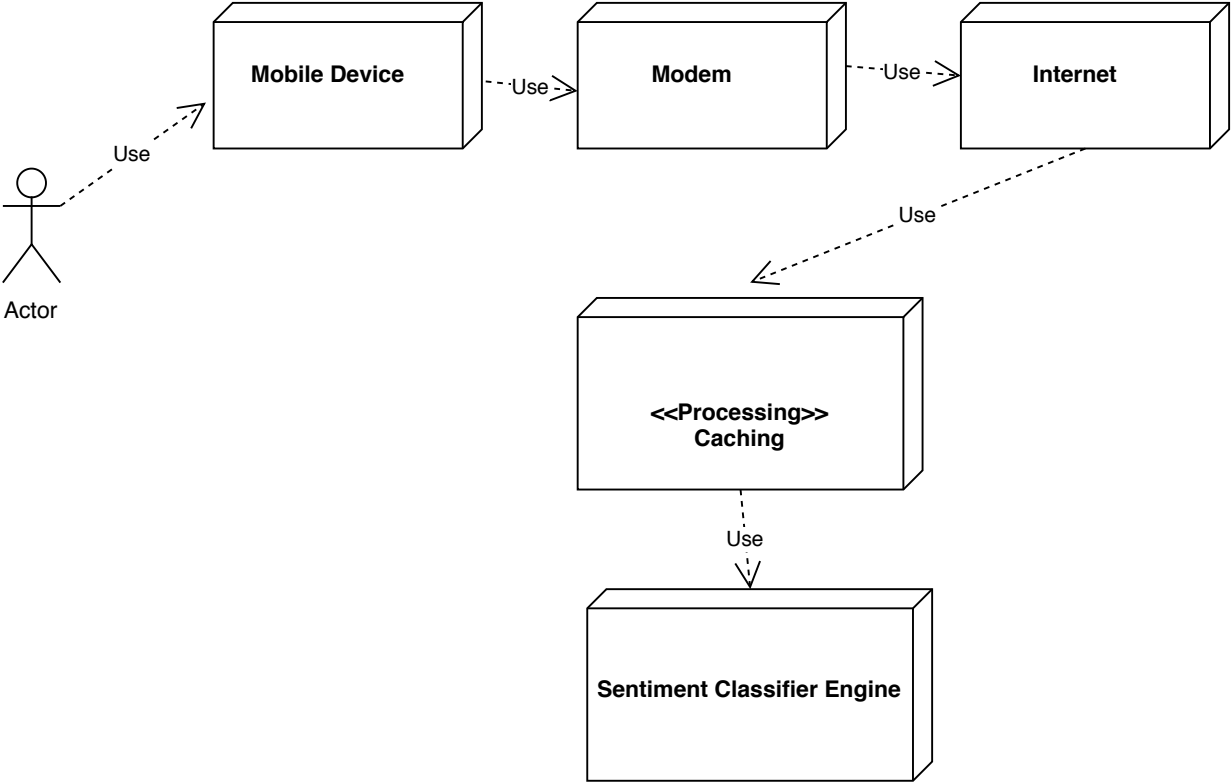 Mobile Device
Use
Modem
Use
Internet
Use
Actor
Use
<<Processing>>
Caching
Use
Sentiment Classifier Engine